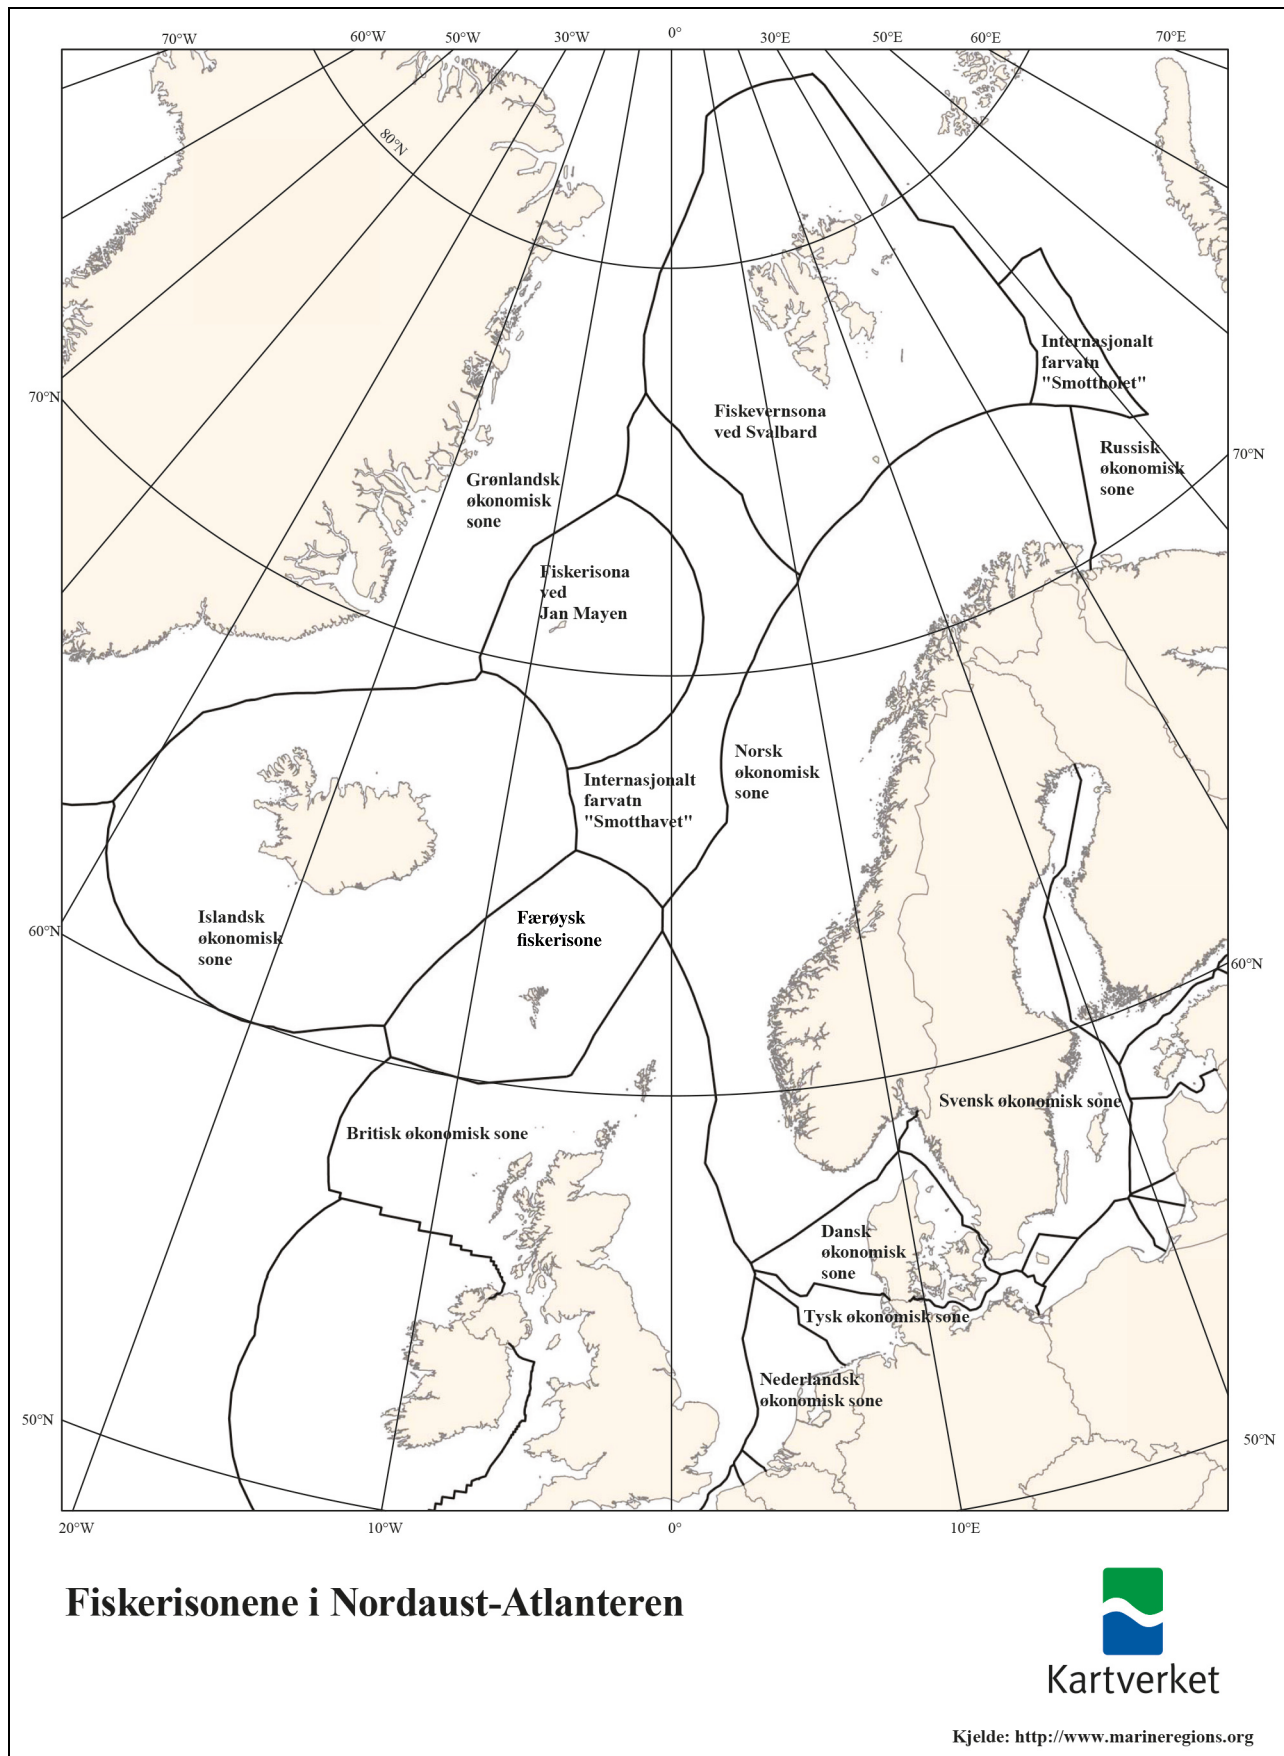 70°W
60°W
50°W
30°W
0°
30°E
50°E
60°E
70°E
80°N
Internasjonalt
farvatn
"Smottholet"
70°N
Fiskevernsona
ved Svalbard
Russisk
økonomisk
sone
70°N
Grønlandsk
økonomisk
sone
Fiskerisona
ved
Jan Mayen
Norsk
økonomisk
sone
Internasjonalt
farvatn
"Smotthavet"
Islandsk
økonomisk
sone
Færøysk
fiskerisone
60°N
60°N
Svensk økonomisk sone
Britisk økonomisk sone
Dansk
økonomisk
sone
Tysk økonomisk sone
Nederlandsk
økonomisk sone
50°N
50°N
20°W
10°W
0°
10°E
Fiskerisonene i Nordaust-Atlanteren
Kartverket
Kjelde: http://www.marineregions.org